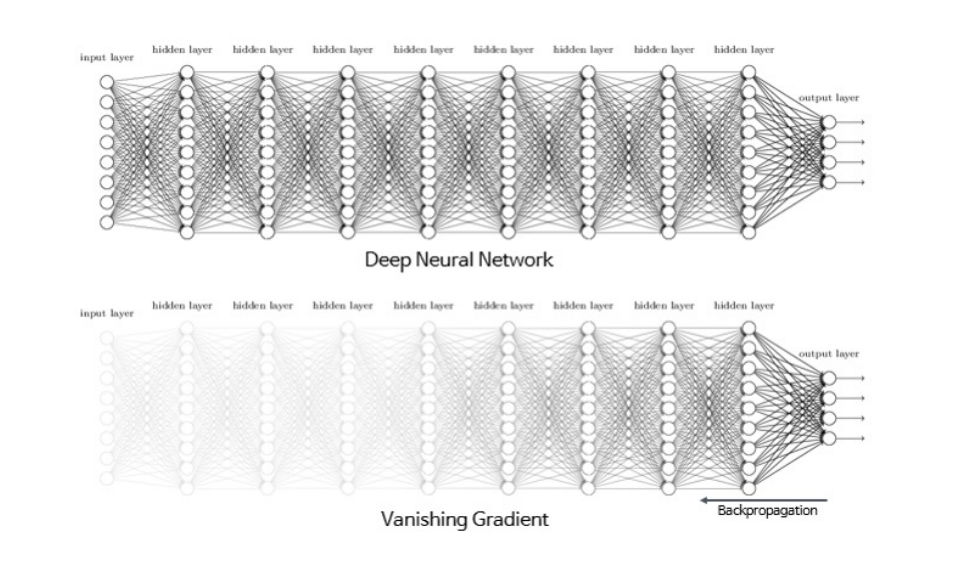 hidden layer hidden layer hidden layer hidden layer hidden layer hidden layer hidden layer hidden layer
input layer
output layer
Deep Neural Network
hidden layer hidden layer hidden layer hidden layer hidden layer hidden layer hidden layer hidden layer
input layer
output layer
Backpropagation
Vanishing Gradient